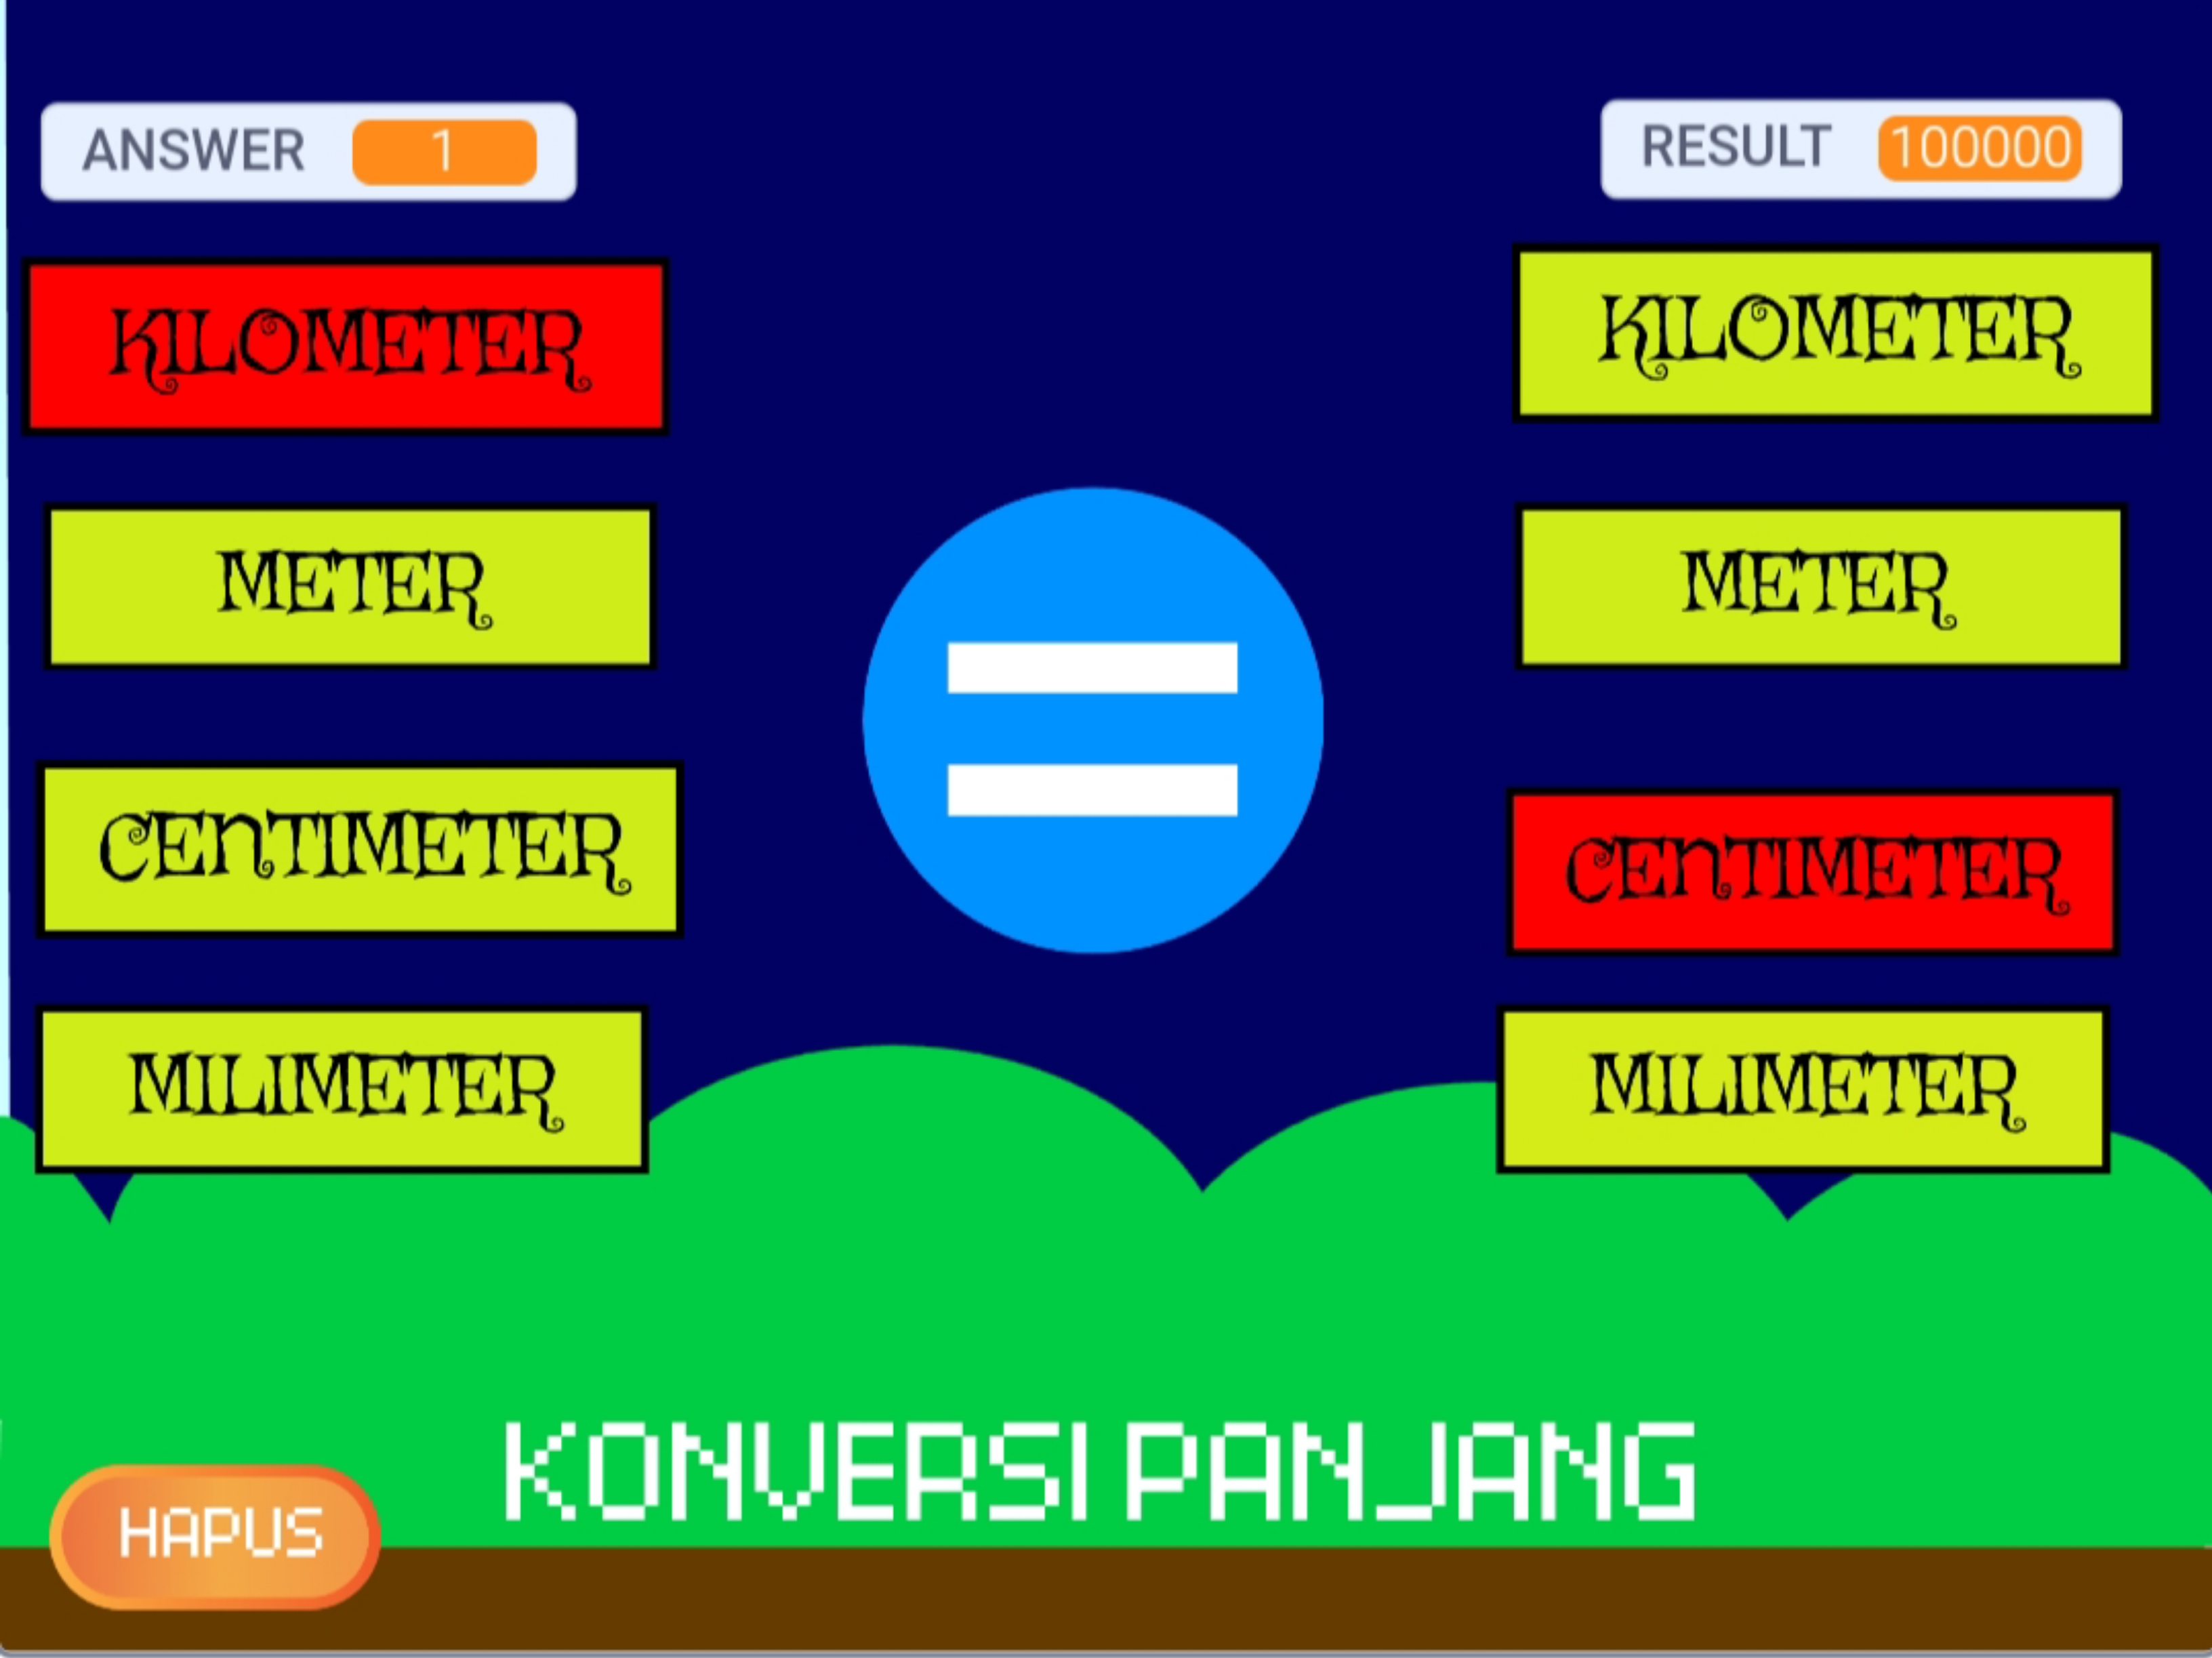 ANSWER 1
RESULT 100000
KILOMETER
KILOMETER
METER
METER
CENTIMETER
CENTIMETER
MILIMETER
MILIMETER
KONVERSI PANJANG
HAPUS